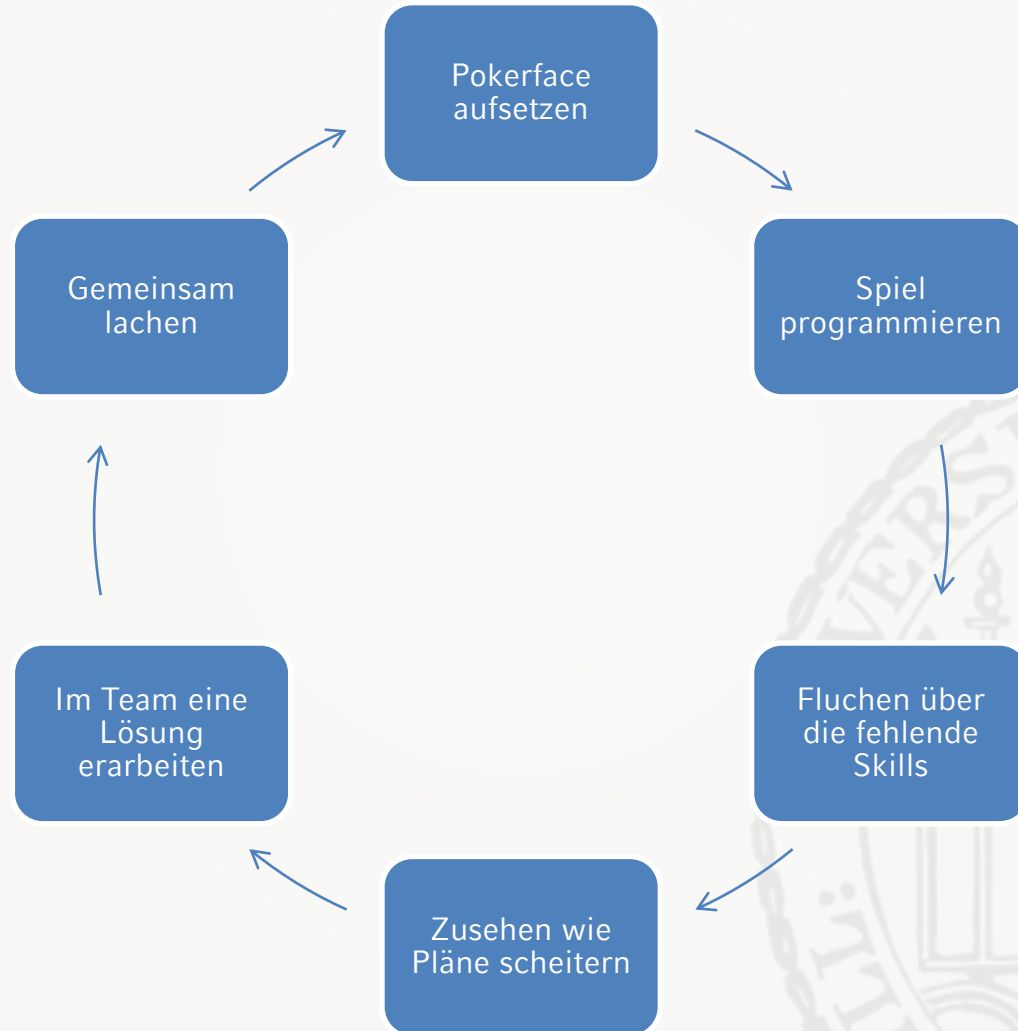 Pokerface
aufsetzen
Spiel
programmieren
Fluchen über
die fehlende
Skills
Zusehen wie
Pläne scheitern
Im Team eine
Lösung
erarbeiten
Gemeinsam
lachen